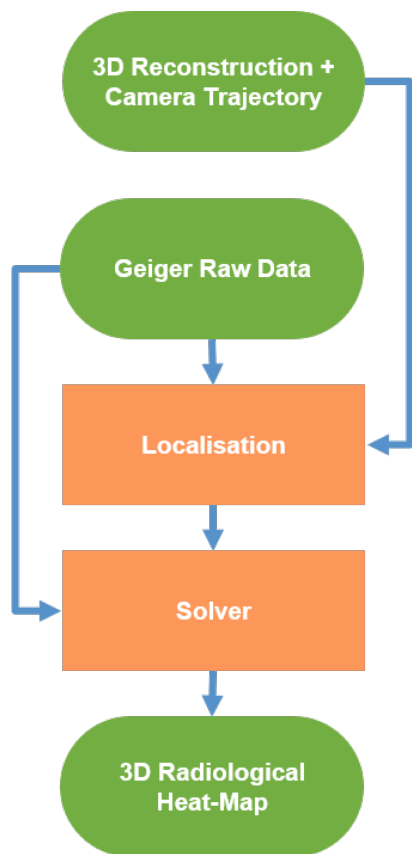 3D Reconstruction +
Camera Trajectory
Geiger Raw Data
Localisation
Solver
3D Radiological
Heat-Map